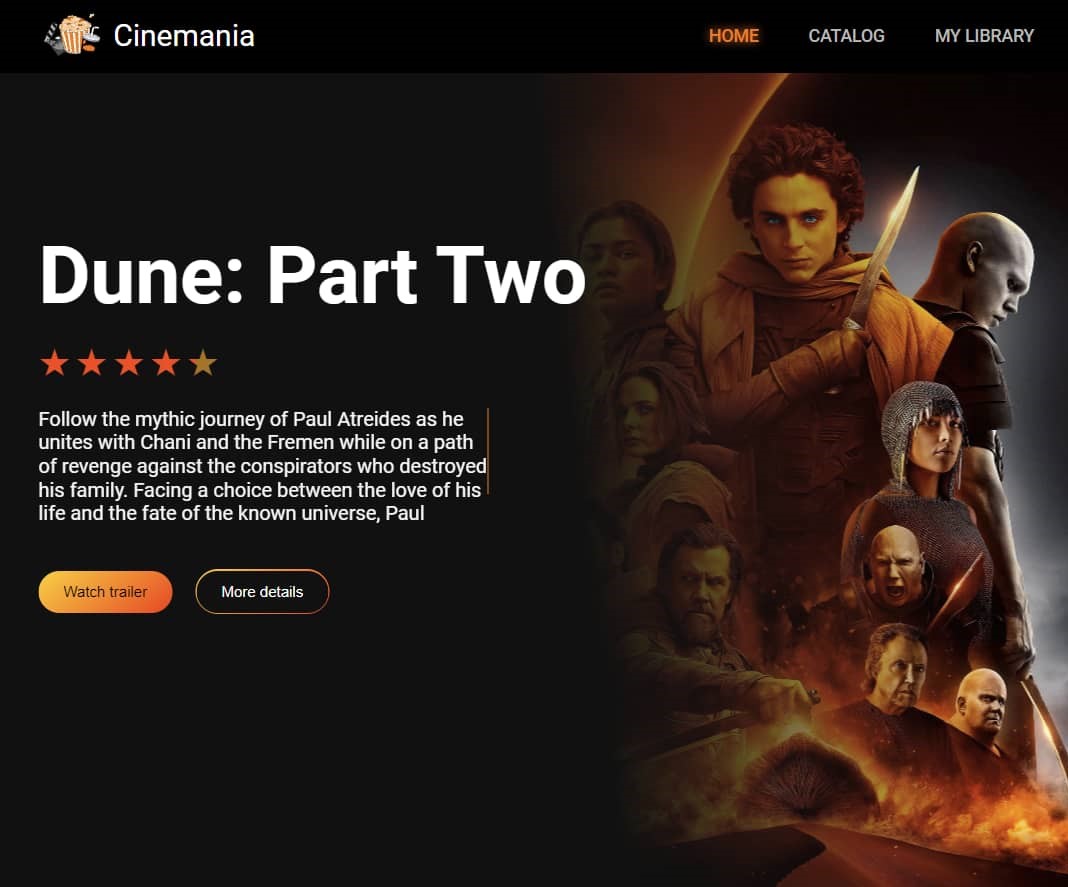 Cinemania
HOME
CATALOG
MY LIBRARY
Dune: Part Two
Follow the mythic journey of Paul Atreides as he
unites with Chani and the Fremen while on a path
of revenge against the conspirators who destroyed
his family. Facing a choice between the love of his
life and the fate of the known universe, Paul
Watch trailer
More details